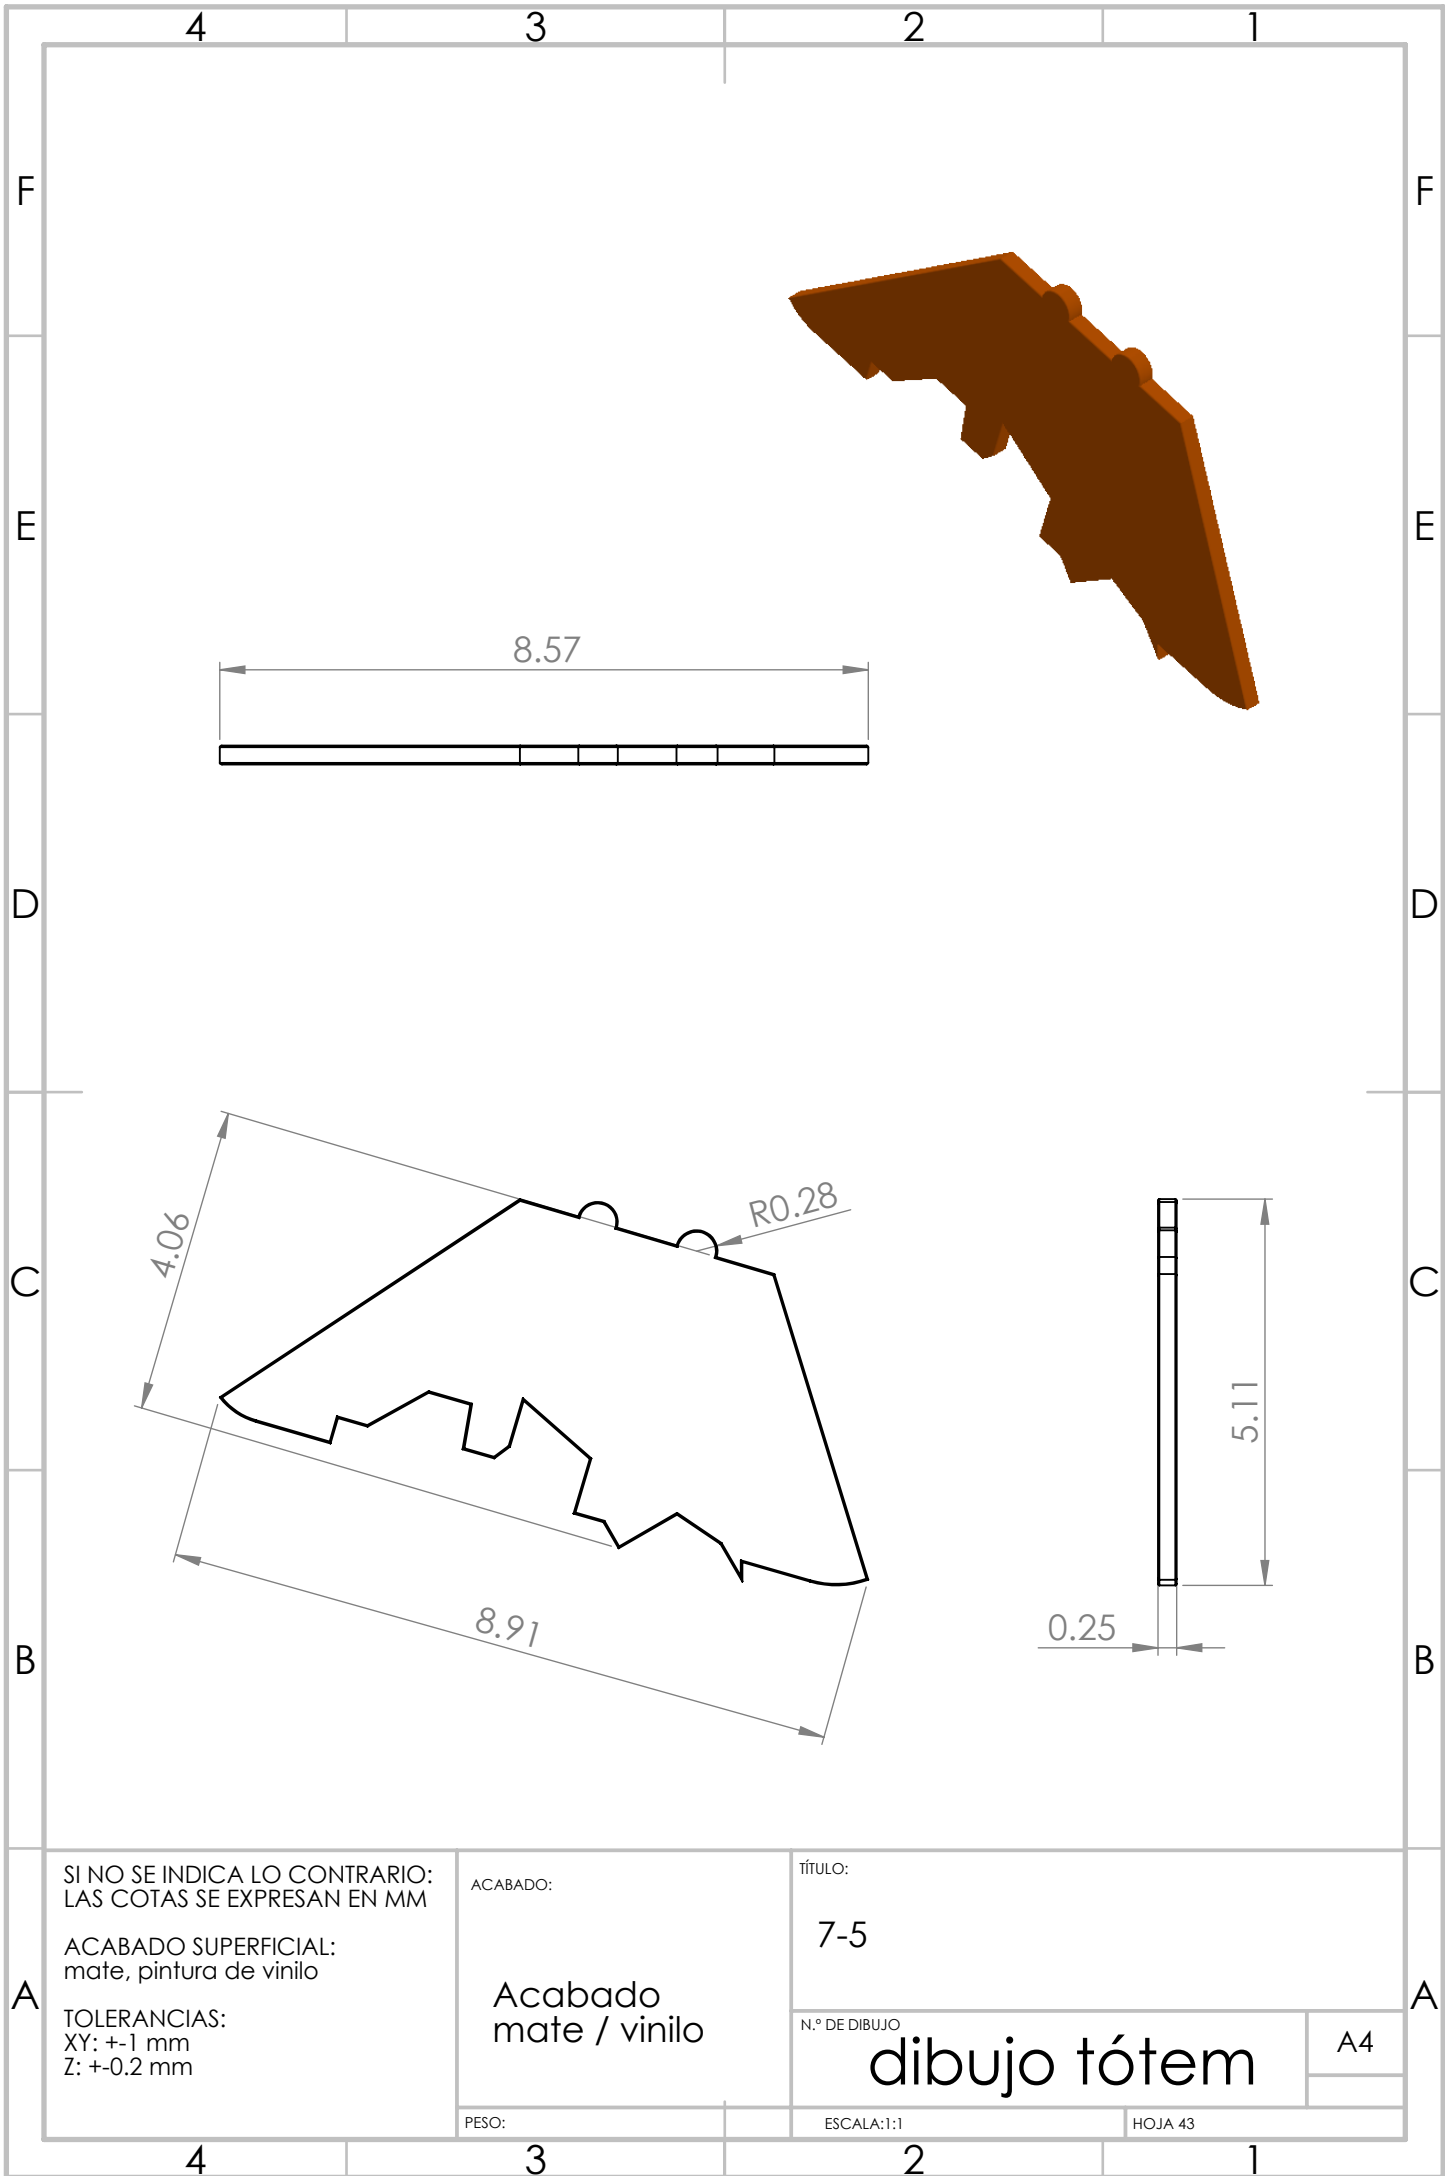 4 3 2 1
F F
E E
8.57
D D
4.06
R0.28
C C
5.11
8.91
0.25
B B
SI NO SE INDICA LO CONTRARIO:
LAS COTAS SE EXPRESAN EN MM
ACABADO SUPERFICIAL:
mate, pintura de vinilo
TOLERANCIAS:
XY: +-1 mm
Z: +-0.2 mm
ACABADO:
Acabado
mate / vinilo
PESO:
TÍTULO:
7-5
N.º DE DIBUJO
dibujo tótem
A4
ESCALA:1:1
HOJA 43
A A
4 3 2 1